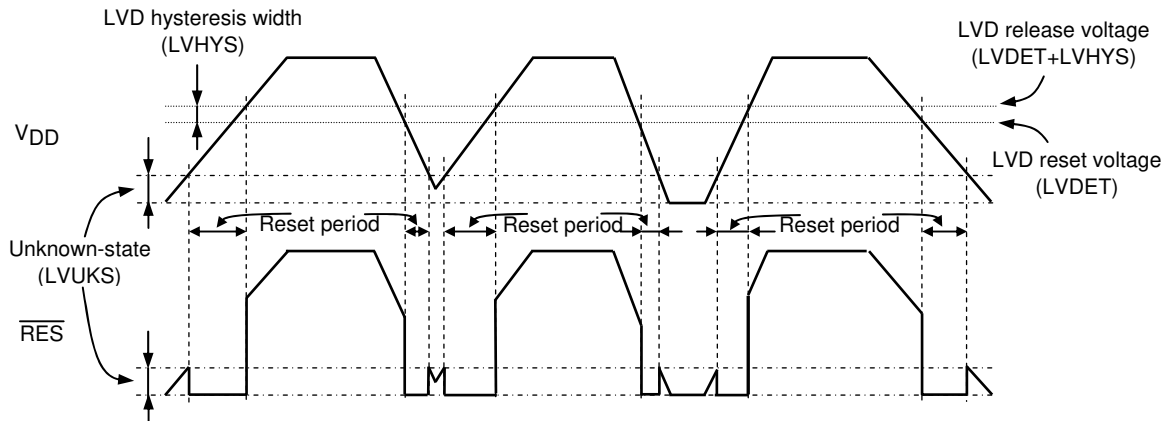 LVD hysteresis width
(LVHYS)
LVD release voltage
(LVDET+LVHYS)
VDD
LVD reset voltage
(LVDET)
Reset period
Reset period
Reset period
Unknown-state
(LVUKS)
RES